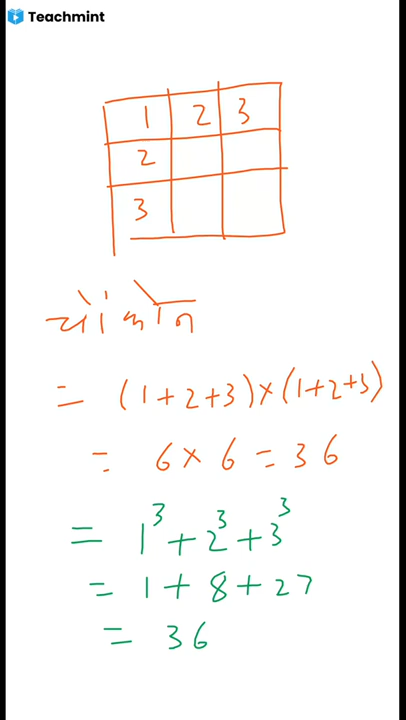 Teachmint
1 2 3
2
3
= (1+2+3)×(1+2+3)
= 6 × 6 = 36
= 1³ + 2³ + 3³
= 1 + 8 + 27
= 36